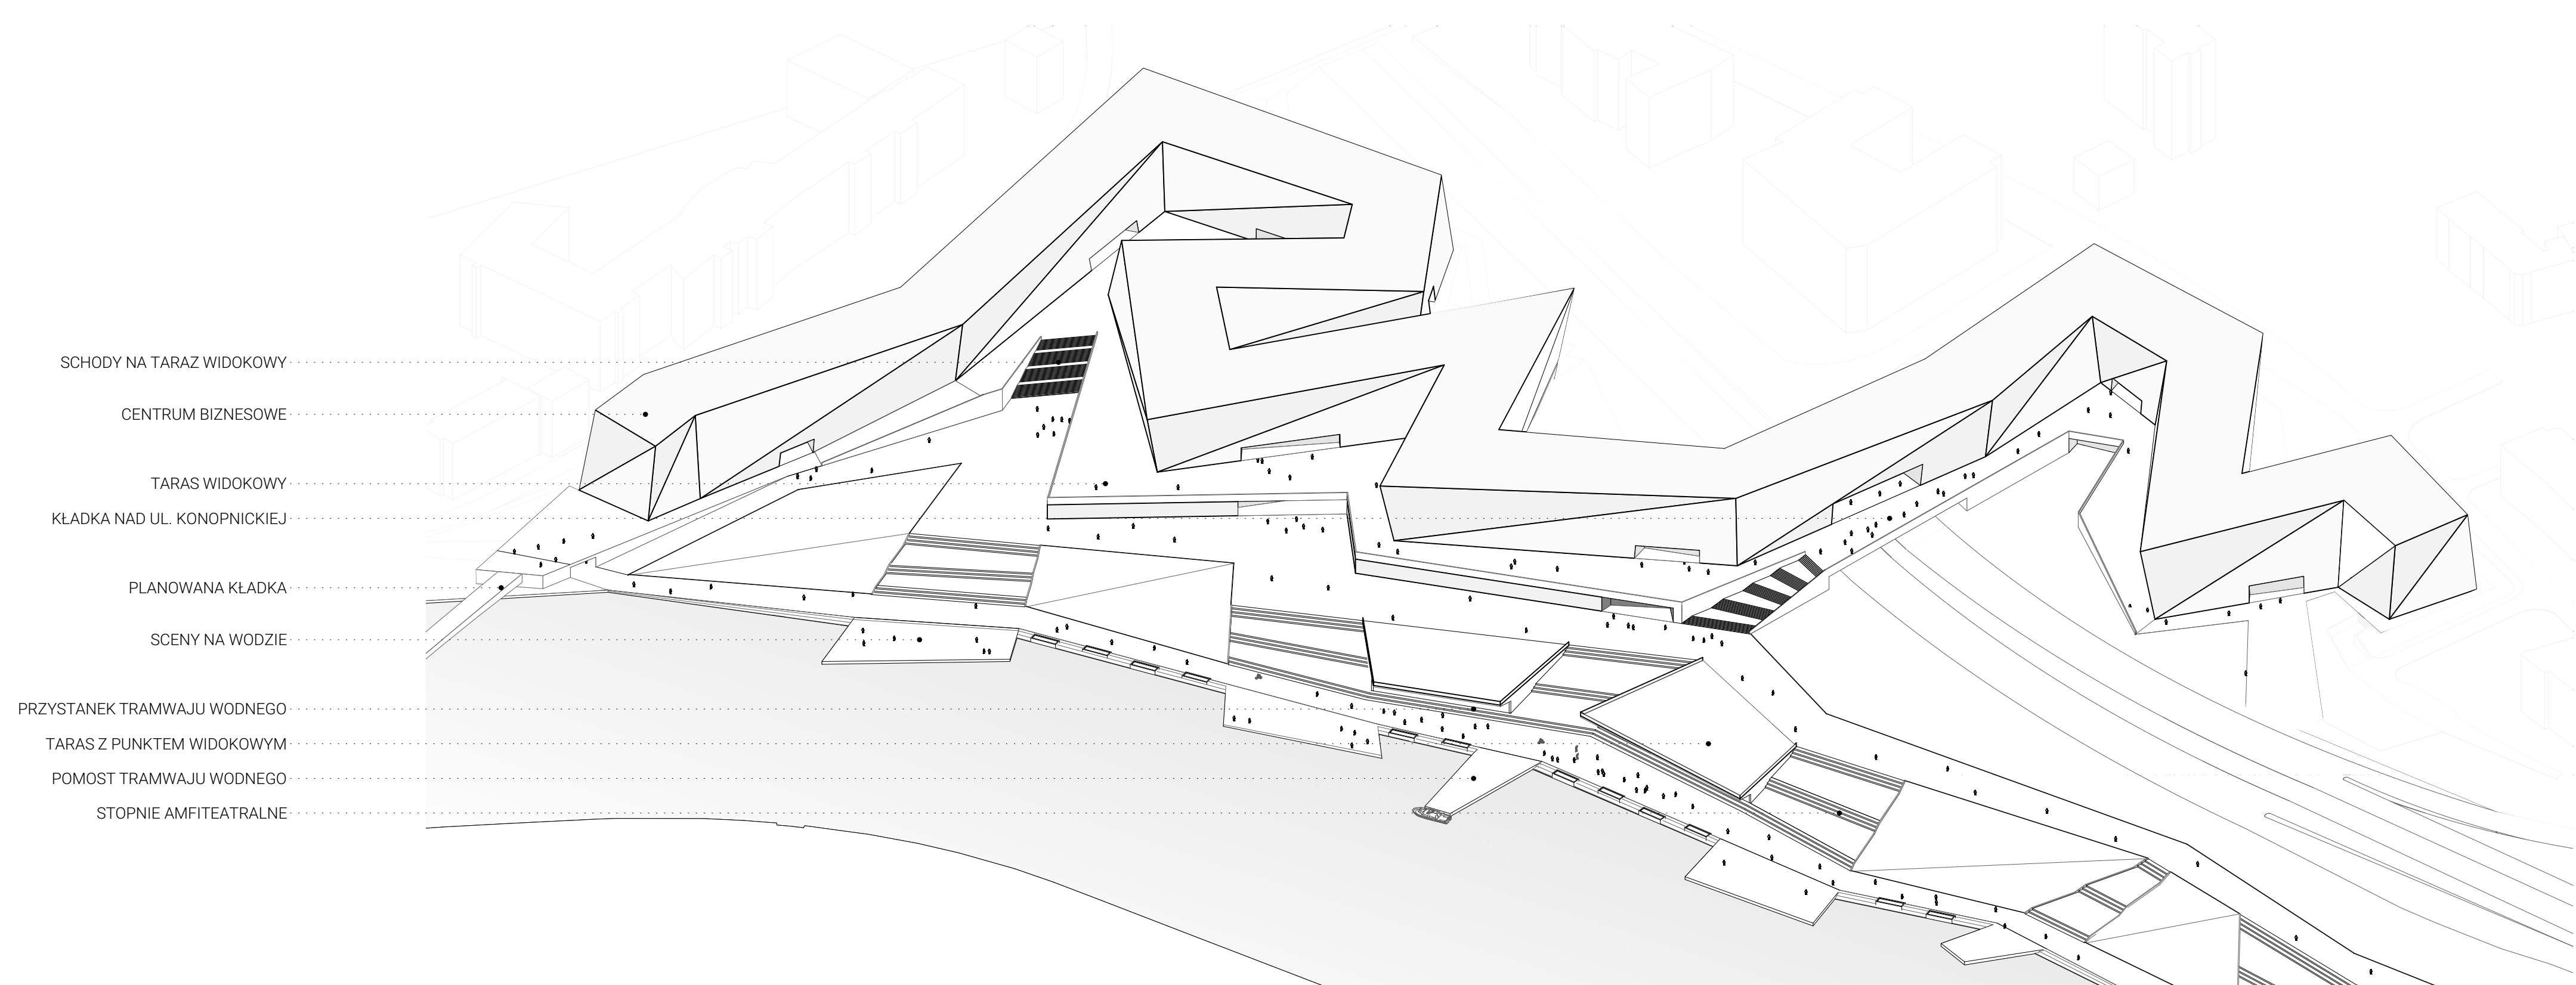 SCHODY NA TARAZ WIDOKOWY
CENTRUM BIZNESOWE
TARAS WIDOKOWY
KŁADKA NAD UL. KONOPNICKIEJ
PLANOWANA KŁADKA
SCENY NA WODZIE
PRZYSTANEK TRAMWAJU WODNEGO
TARAS Z PUNKTEM WIDOKOWYM
POMOST TRAMWAJU WODNEGO
STOPNIE AMFITEATRALNE